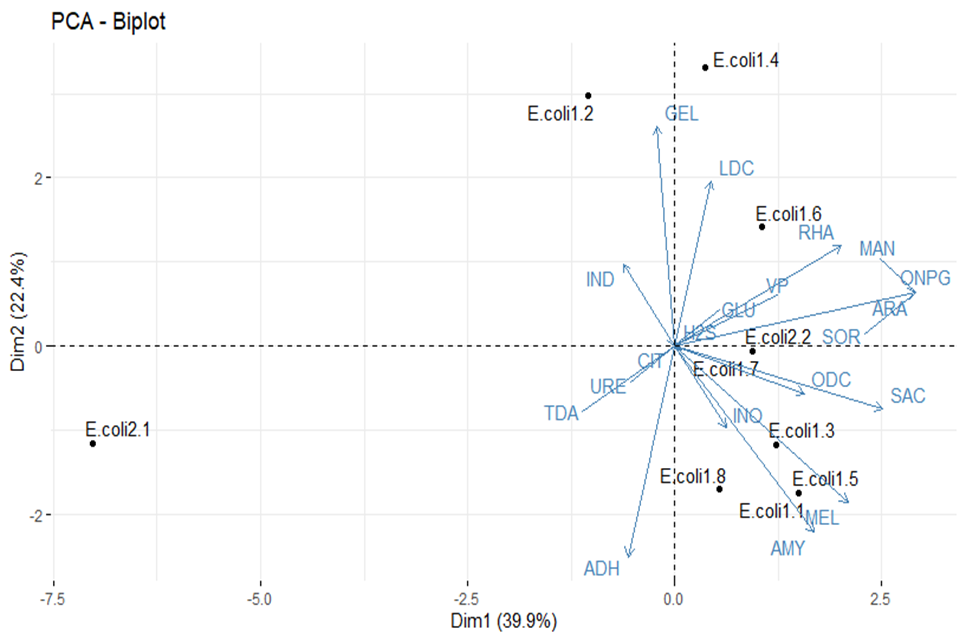 PCA - Biplot
E.coli1.4
E.coli1.2
GEL
LDC
E.coli1.6
RHA
MAN
IND
ONPG
VP
GLU
ARA
H2S
SOR
E.coli2.2
CIT
E.coli1.7
URE
ODC
SAC
TDA
INO
E.coli2.1
E.coli1.3
E.coli1.8
E.coli1.5
E.coli1.1
MEL
AMY
ADH
2
0
-2
Dim2 (22.4%)
-7.5
-5.0
-2.5
0.0
2.5
Dim1 (39.9%)